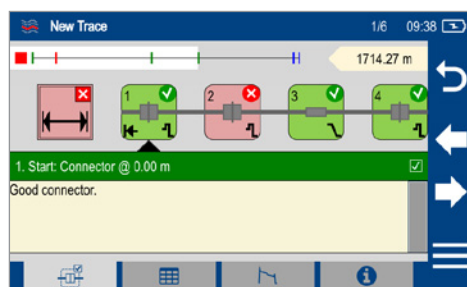 New Trace
1/6
09:38
1714.27 m
1
2
3
4
1. Start: Connector @ 0.00 m
Good connector.